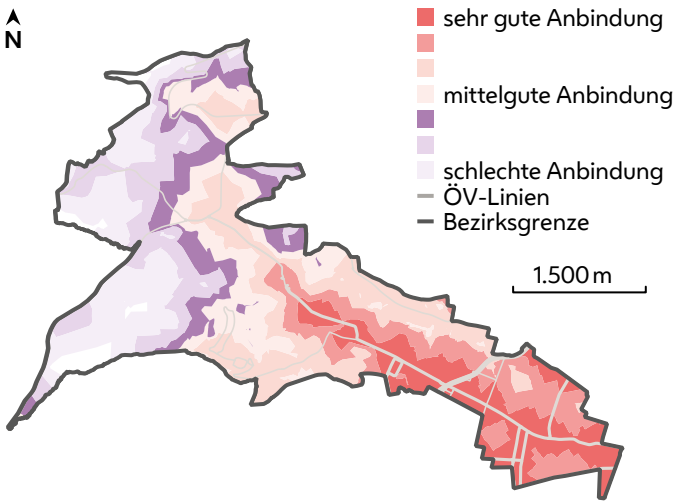 N
sehr gute Anbindung
mittelgute Anbindung
schlechte Anbindung
ÖV-Linien
Bezirksgrenze
1.500 m